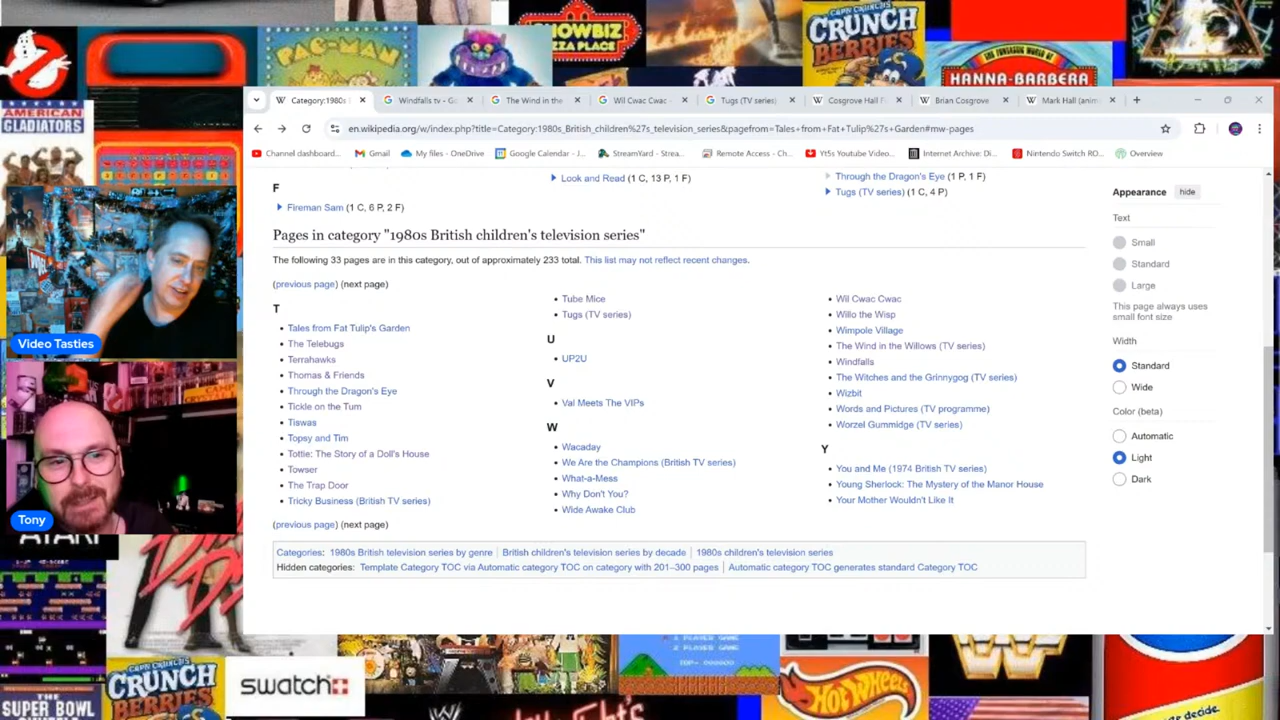 SHOWBIZ
PIZZA PLACE
PAC-MAN
CRUNCH
BERRIES
THE FUNTASTIC WORLD OF
HANNA-BARBERA
AMERICAN
GLADIATORS
Category:1980s
Windfalls tv - Go
The Wind in the
Wil Cwac Cwac -
Tugs (TV series)
Cosgrove Hall F
Brian Cosgrove
Mark Hall (anim
en.wikipedia.org/w/index.php?title=Category:1980s_British_children%27s_television_series&pagefrom=Tales+from+Fat+Tulip%27s+Garden#mw-pages
Channel dashboard...
Gmail
My files - OneDrive
Google Calendar - J...
StreamYard - Strea...
Remote Access - Ch...
Yt5s Youtube Video...
Internet Archive: Di...
Nintendo Switch RO...
Overview
F
Fireman Sam (1 C, 6 P, 2 F)
Look and Read (1 C, 13 P, 1 F)
Through the Dragon's Eye (1 P, 1 F)
Tugs (TV series) (1 C, 4 P)
Pages in category "1980s British children's television series"
The following 33 pages are in this category, out of approximately 233 total. This list may not reflect recent changes.
(previous page) (next page)
T
Tales from Fat Tulip's Garden
The Telebugs
Terrahawks
Thomas & Friends
Through the Dragon's Eye
Tickle on the Tum
Tiswas
Topsy and Tim
Tottie: The Story of a Doll's House
Towser
The Trap Door
Tricky Business (British TV series)
Tube Mice
Tugs (TV series)
U
UP2U
V
Val Meets The VIPs
W
Wacaday
We Are the Champions (British TV series)
What-a-Mess
Why Don't You?
Wide Awake Club
Wil Cwac Cwac
Willo the Wisp
Wimpole Village
The Wind in the Willows (TV series)
Windfalls
The Witches and the Grinnygog (TV series)
Wizbit
Words and Pictures (TV programme)
Worzel Gummidge (TV series)
Y
You and Me (1974 British TV series)
Young Sherlock: The Mystery of the Manor House
Your Mother Wouldn't Like It
(previous page) (next page)
Categories: 1980s British television series by genre | British children's television series by decade | 1980s children's television series
Hidden categories: Template Category TOC via Automatic category TOC on category with 201–300 pages | Automatic category TOC generates standard Category TOC
Appearance hide
Text
Small
Standard
Large
This page always uses
small font size
Width
Standard
Wide
Color (beta)
Automatic
Light
Dark
Video Tasties
Tony
ATARI
CAP'N CRUNCH'S
CRUNCH
BERRIES
THE
SUPER BOWL
swatch
HOT WHEELS
decide.